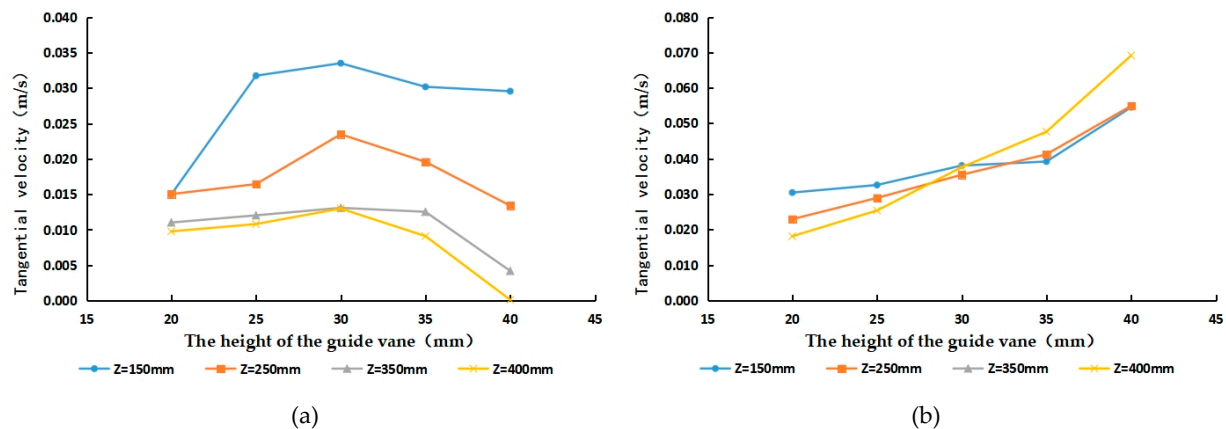 0.040
0.035
0.030
0.025
0.020
0.015
0.010
0.005
0.000
Tangential velocity（m/s）
15 20 25 30 35 40 45
The height of the guide vane（mm）
Z=150mm Z=250mm Z=350mm Z=400mm
(a)
0.080
0.070
0.060
0.050
0.040
0.030
0.020
0.010
0.000
Tangential velocity（m/s）
15 20 25 30 35 40 45
The height of the guide vane（mm）
Z=150mm Z=250mm Z=350mm Z=400mm
(b)